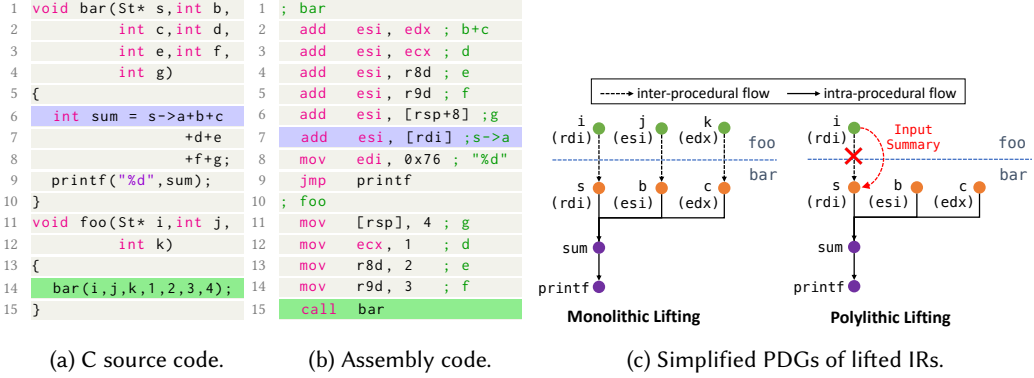 1 void bar(St* s,int b,
2 int c,int d,
3 int e,int f,
4 int g)
5 {
6 int sum = s->a+b+c
7 +d+e
8 +f+g;
9 printf("%d",sum);
10 }
11 void foo(St* i,int j,
12 int k)
13 {
14 bar(i,j,k,1,2,3,4);
15 }
(a) C source code.
1 ; bar
2 add esi, edx ; b+c
3 add esi, ecx ; d
4 add esi, r8d ; e
5 add esi, r9d ; f
6 add esi, [rsp+8] ;g
7 add esi, [rdi] ;s->a
8 mov edi, 0x76 ; "%d"
9 jmp printf
10 ; foo
11 mov [rsp], 4 ; g
12 mov ecx, 1 ; d
13 mov r8d, 2 ; e
14 mov r9d, 3 ; f
15 call bar
(b) Assembly code.
inter-procedural flow intra-procedural flow
i j k
(rdi) (esi) (edx)
foo
bar
s b c
(rdi) (esi) (edx)
sum
printf
Monolithic Lifting
i
(rdi)
Input
Summary
foo
bar
s b c
(rdi) (esi) (edx)
sum
printf
Polylithic Lifting
(c) Simplified PDGs of lifted IRs.